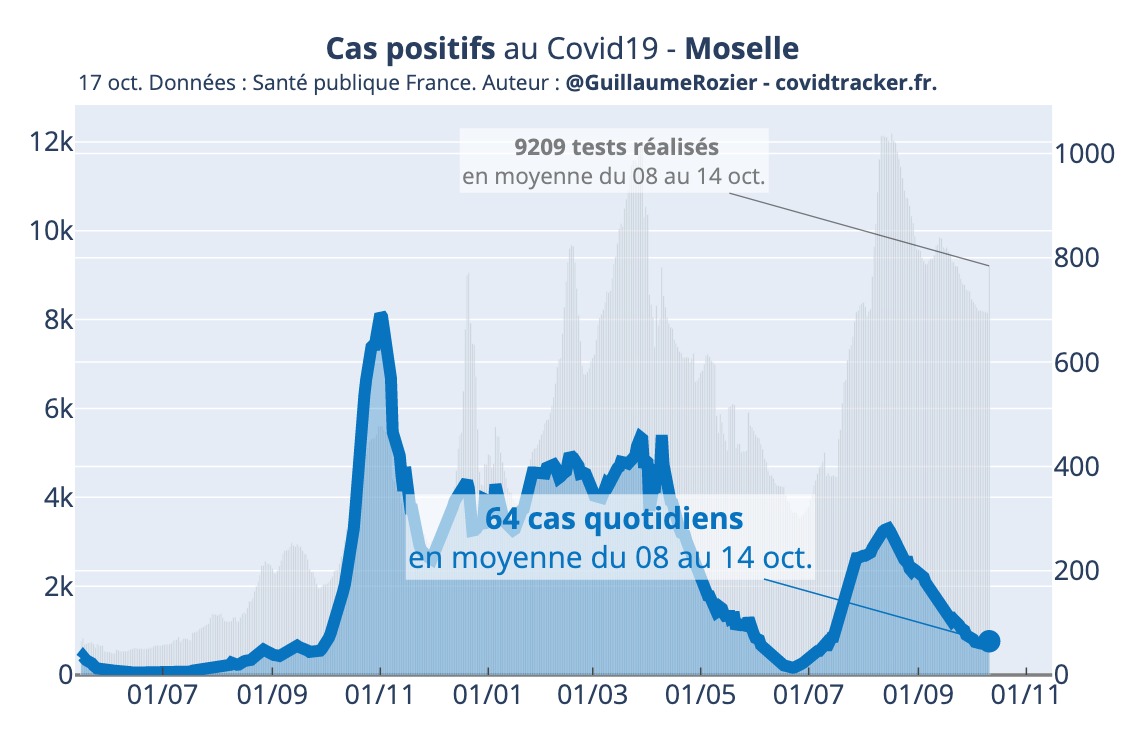 Cas positifs au Covid19 - Moselle
17 oct. Données : Santé publique France. Auteur : @GuillaumeRozier - covidtracker.fr.
12k
10k
8k
6k
4k
2k
0
1000
800
600
400
200
0
9209 tests réalisés
en moyenne du 08 au 14 oct.
64 cas quotidiens
en moyenne du 08 au 14 oct.
01/07 01/09 01/11 01/01 01/03 01/05 01/07 01/09 01/11